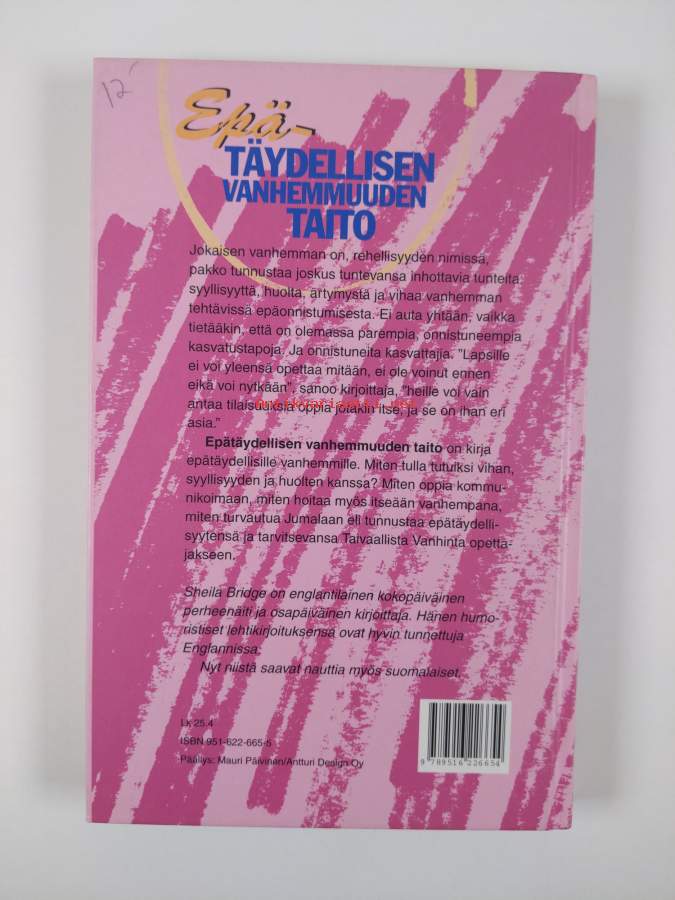 12
Epä-
TÄYDELLISEN
VANHEMMUUDEN
TAITO
Jokaisen vanhemman on, rehellisyyden nimissä,
pakko tunnustaa joskus tuntevansa inhottavia tunteita:
syyllisyyttä, huolta, ärtymystä ja vihaa vanhemman
tehtävissä epäonnistumisesta. Ei auta yhtään, vaikka
tietääkin, että on olemassa parempia, onnistuneempia
kasvatustapoja. Ja onnistuneita kasvattajia. "Lapsille
ei voi yleensä opettaa mitään, ei ole voinut ennen
eikä voi nytkään", sanoo kirjoittaja, "heille voi vain
antaa tilaisuuksia oppia jotakin itse, ja se on ihan eri
asia."
Epätäydellisen vanhemmuuden taito on kirja
epätäydellisille vanhemmille. Miten tulla tutuiksi vihan,
syyllisyyden ja huolten kanssa? Miten oppia kommu-
nikoimaan, miten hoitaa myös itseään vanhempana,
miten turvautua Jumalaan eli tunnustaa epätäydelli-
syytensä ja tarvitsevansa Taivaallista Vanhinta opetta-
jakseen.
Sheila Bridge on englantilainen kokopäiväinen
perheenäiti ja osapäiväinen kirjoittaja. Hänen humo-
ristiset lehtikirjoituksensa ovat hyvin tunnettuja
Englannissa.
Nyt niistä saavat nauttia myös suomalaiset.
Lk 25.4
ISBN 951-622-665-5
Päällys: Mauri Päivinen/Antturi Design Oy
9 789516 226654